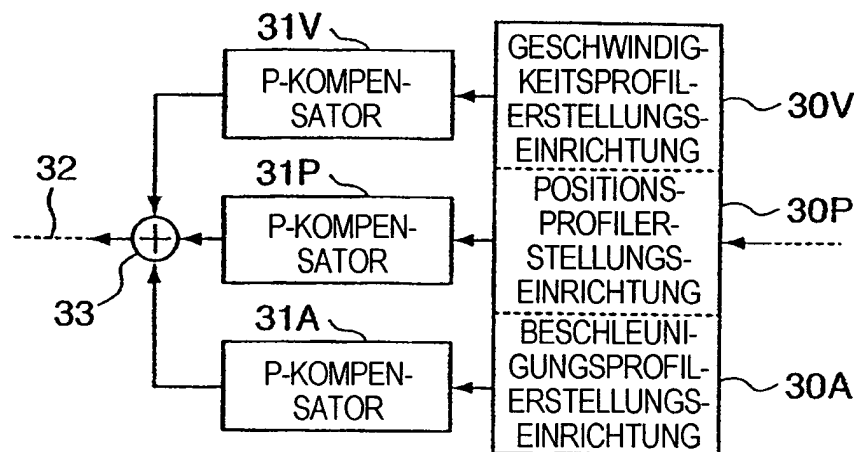 31V
P-KOMPEN-
SATOR
GESCHWINDIG-
KEITSPROFIL-
ERSTELLUNGS-
EINRICHTUNG
30V
32
31P
P-KOMPEN-
SATOR
POSITIONS-
PROFILER-
STELLUNGS-
EINRICHTUNG
30P
33
31A
P-KOMPEN-
SATOR
BESCHLEUNI-
GUNGSPROFIL-
ERSTELLUNGS-
EINRICHTUNG
30A